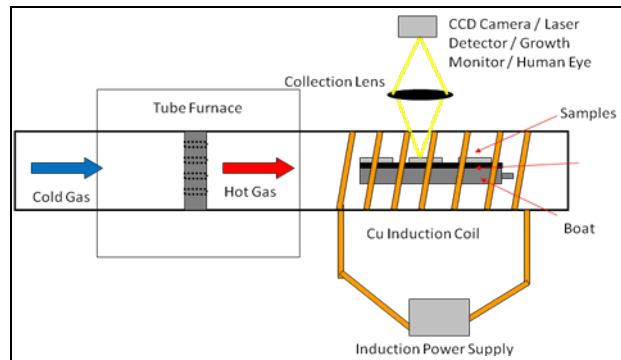 CCD Camera / Laser
Detector / Growth
Monitor / Human Eye
Collection Lens
Tube Furnace
Samples
Cold Gas
Hot Gas
Cu Induction Coil
Boat
Induction Power Supply